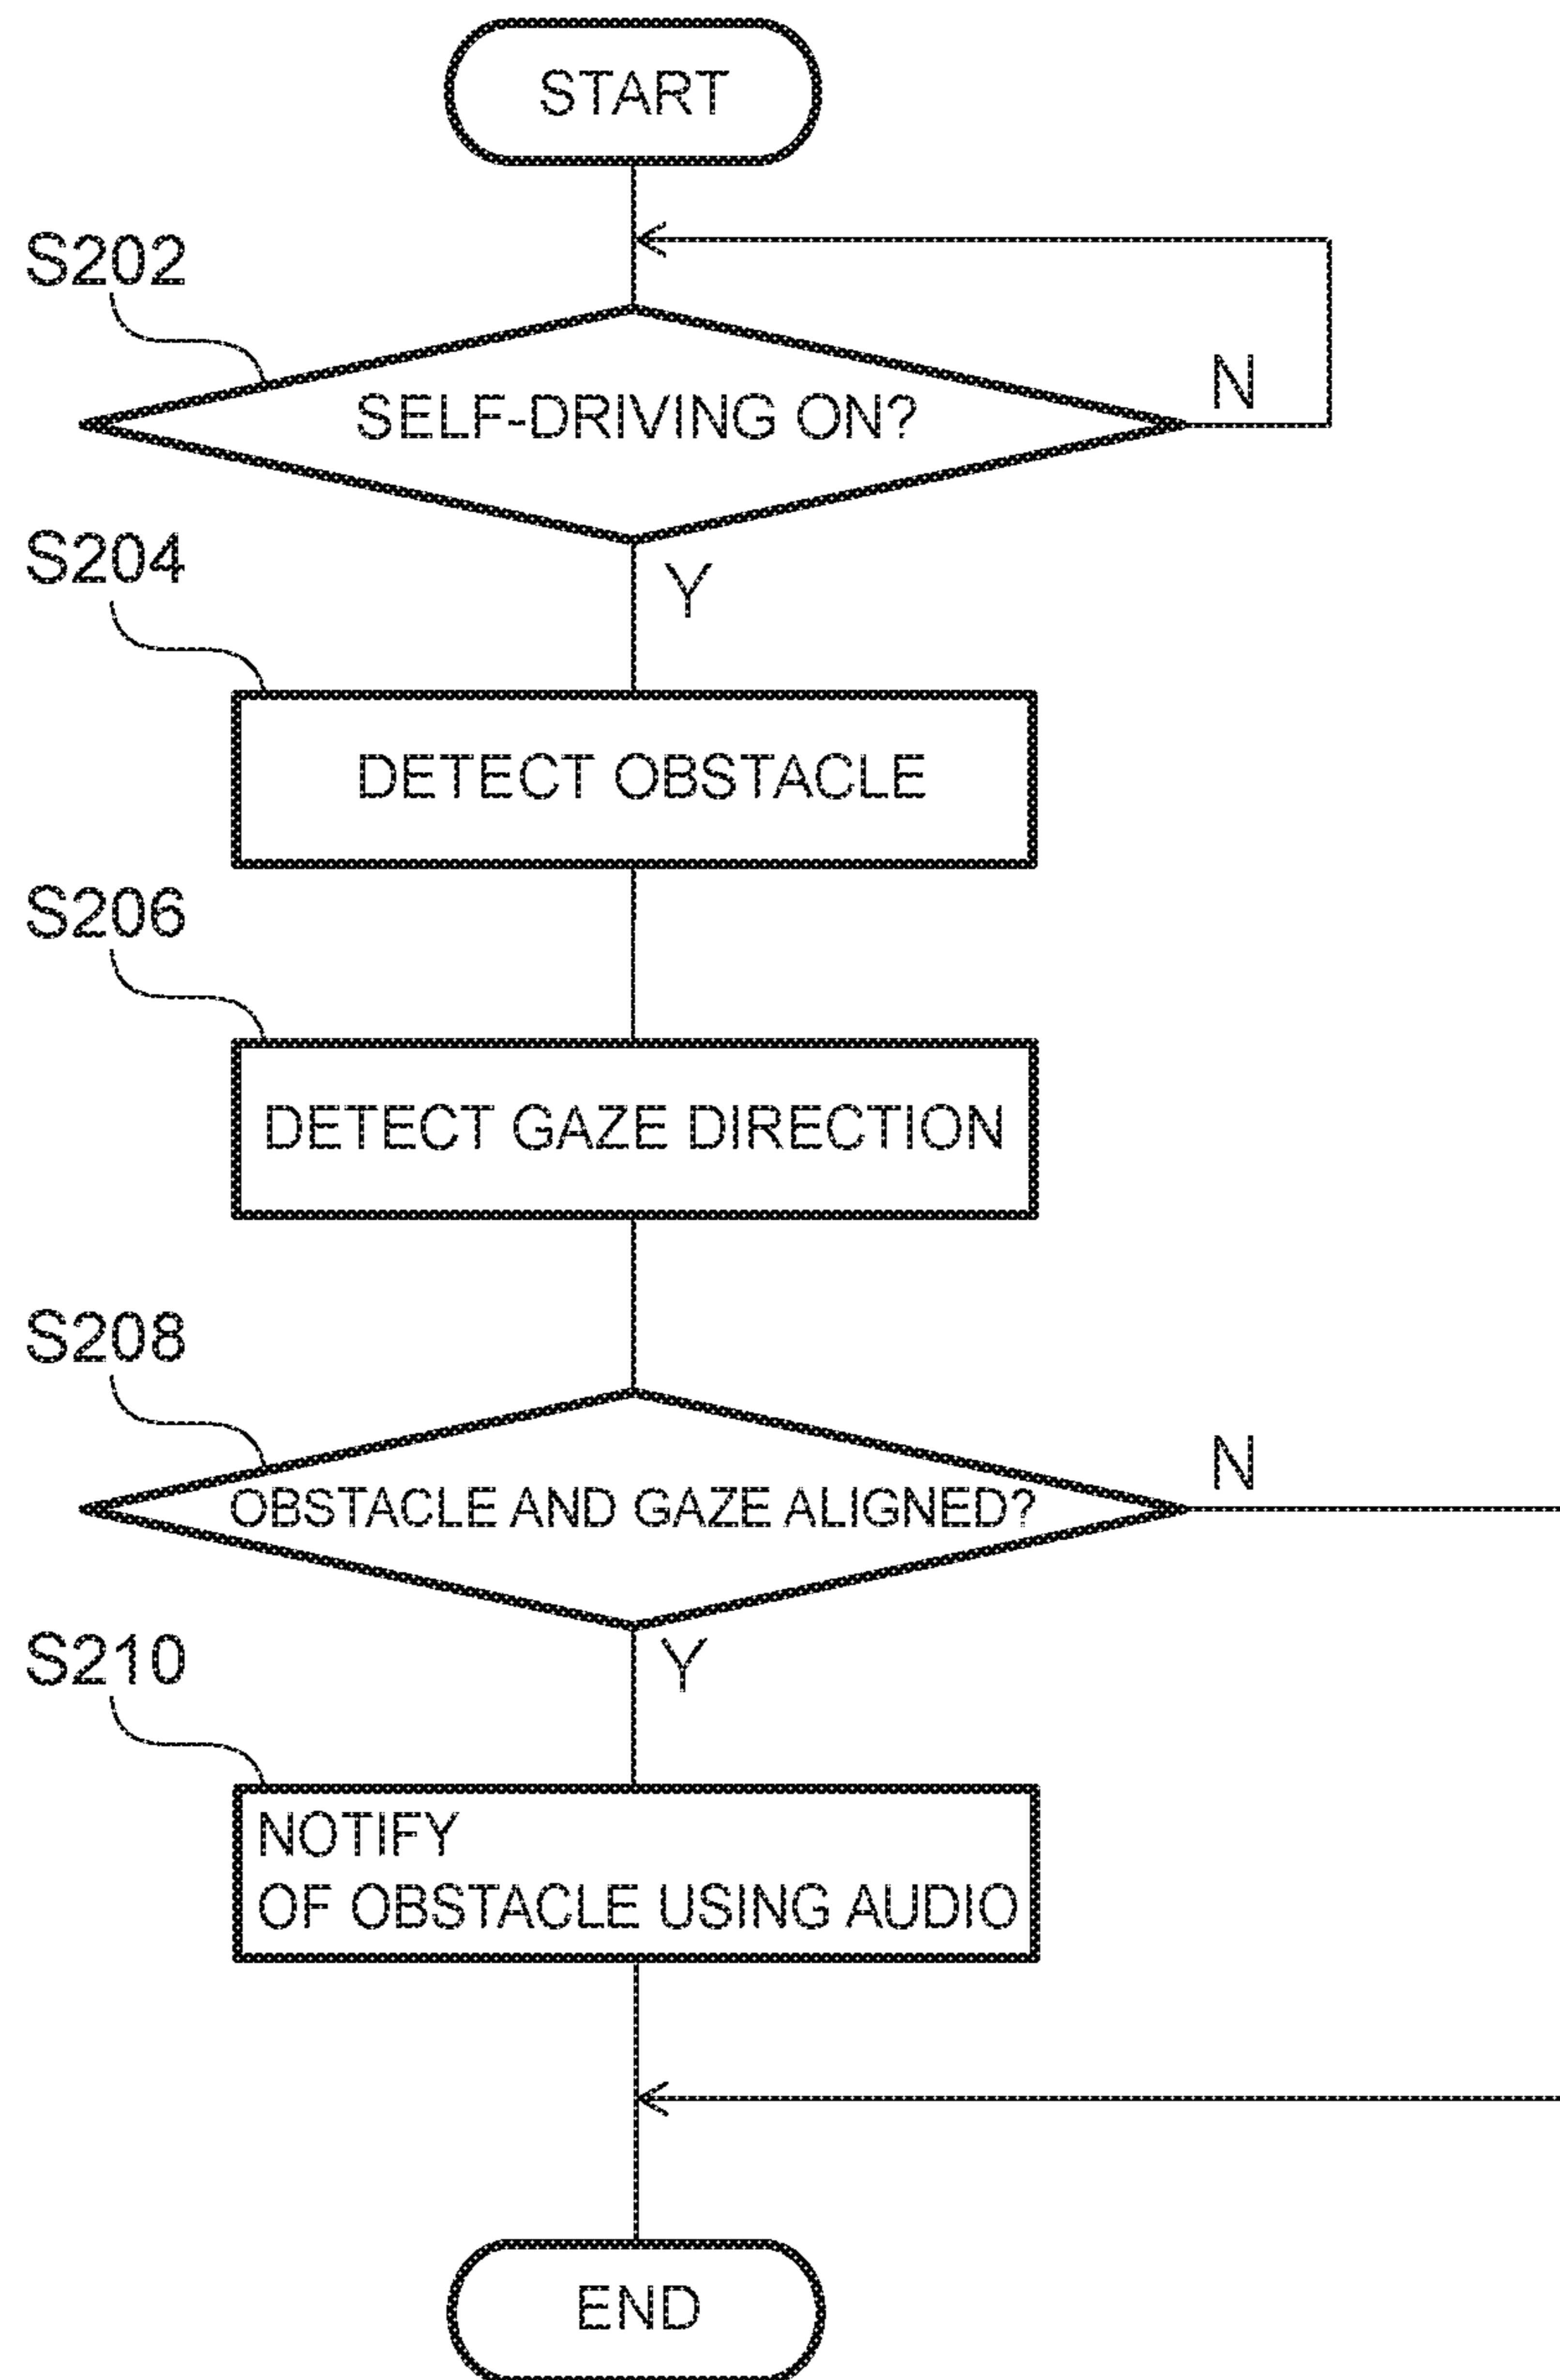 START
S202
SELF-DRIVING ON?
N
S204
Y
DETECT OBSTACLE
S206
DETECT GAZE DIRECTION
S208
OBSTACLE AND GAZE ALIGNED?
N
S210
Y
NOTIFY
OF OBSTACLE USING AUDIO
END